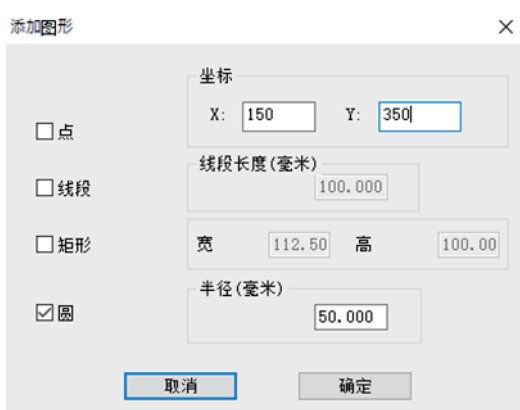 添加图形
坐标
X: 150 Y: 350
点
线段长度(毫米)
线段 100.000
矩形 宽 112.50 高 100.00
半径(毫米)
圆 50.000
取消 确定